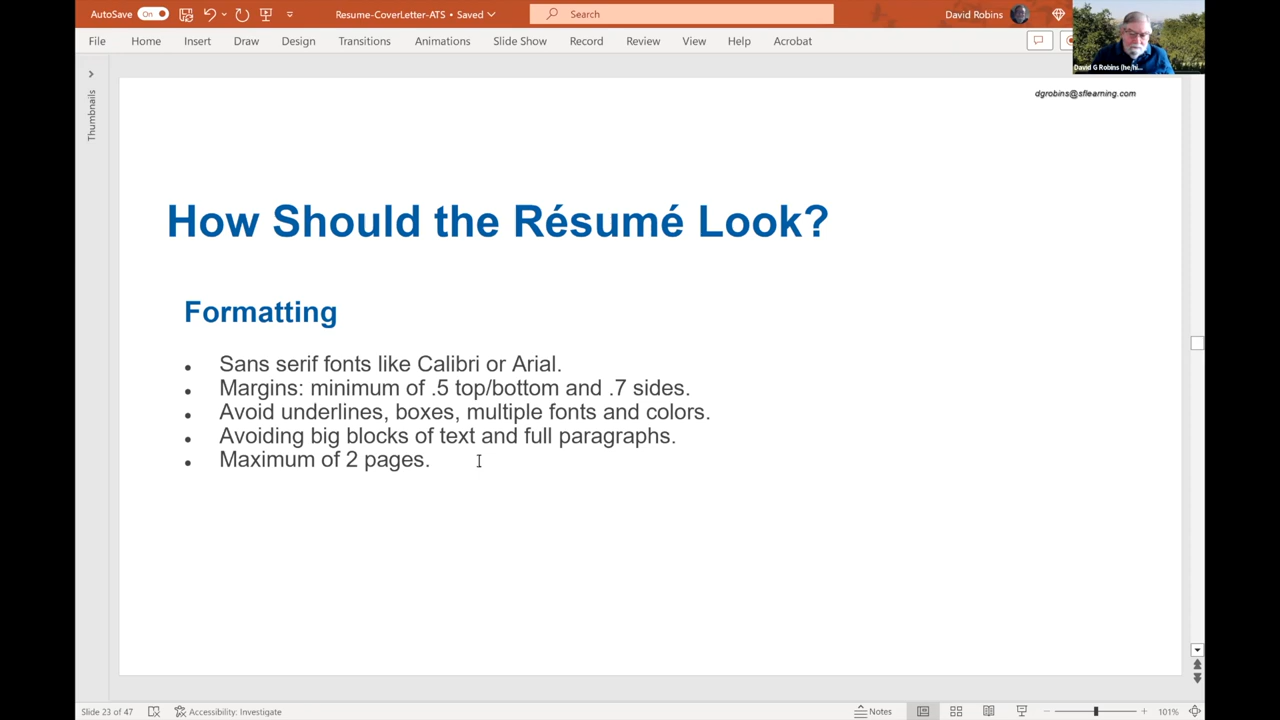 AutoSave On Resume-CoverLetter-ATS • Saved Search David Robins
File Home Insert Draw Design Transitions Animations Slide Show Record Review View Help Acrobat
David G Robins (he/hi...
Thumbnails
dgrobins@sflearning.com
How Should the Résumé Look?
Formatting
• Sans serif fonts like Calibri or Arial.
• Margins: minimum of .5 top/bottom and .7 sides.
• Avoid underlines, boxes, multiple fonts and colors.
• Avoiding big blocks of text and full paragraphs.
• Maximum of 2 pages.
Slide 23 of 47 Accessibility: Investigate Notes 101%